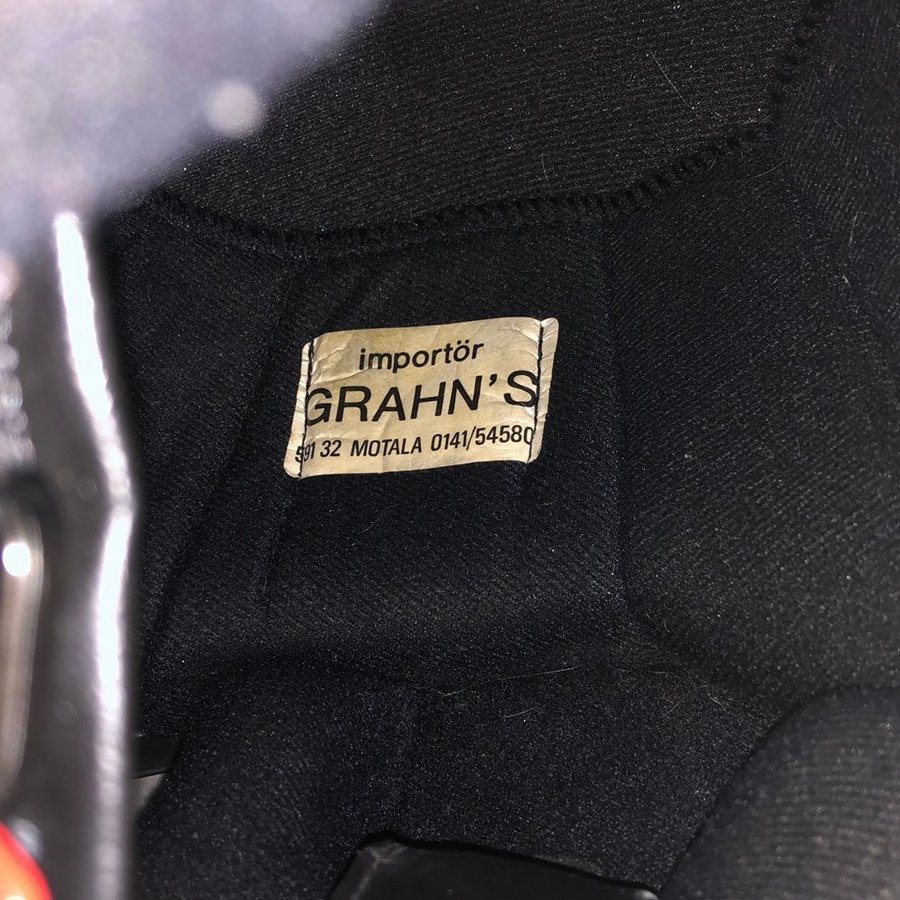 importör
GRAHN'S
591 32 MOTALA 0141/54580